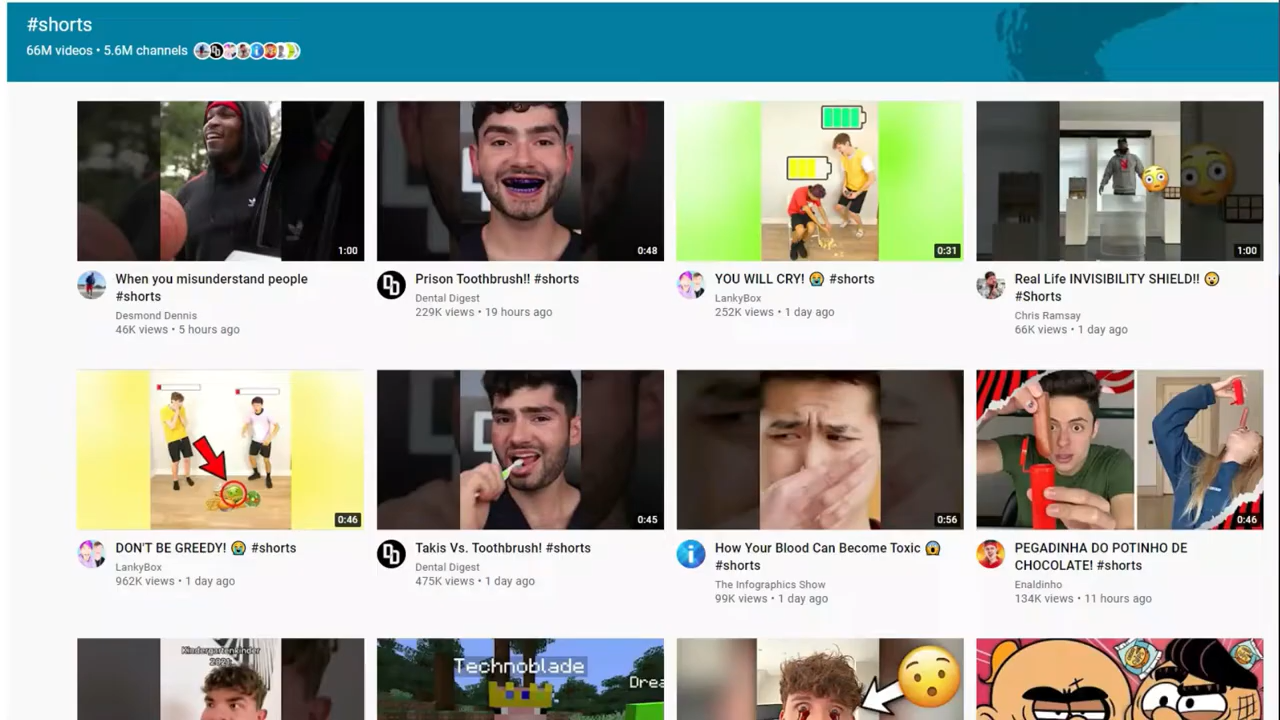 #shorts
66M videos • 5.6M channels
1:00
0:48
0:31
1:00
When you misunderstand people
#shorts
Desmond Dennis
46K views • 5 hours ago
Prison Toothbrush!! #shorts
Dental Digest
229K views • 19 hours ago
YOU WILL CRY! 😭 #shorts
LankyBox
252K views • 1 day ago
Real Life INVISIBILITY SHIELD!! 😲
#Shorts
Chris Ramsay
66K views • 1 day ago
0:46
0:45
0:56
0:46
DON'T BE GREEDY! 😭 #shorts
LankyBox
962K views • 1 day ago
Takis Vs. Toothbrush! #shorts
Dental Digest
475K views • 1 day ago
How Your Blood Can Become Toxic 😱
#shorts
The Infographics Show
99K views • 1 day ago
PEGADINHA DO POTINHO DE
CHOCOLATE! #shorts
Enaldinho
134K views • 11 hours ago
Kindergartenkinder
Technoblade
Drea